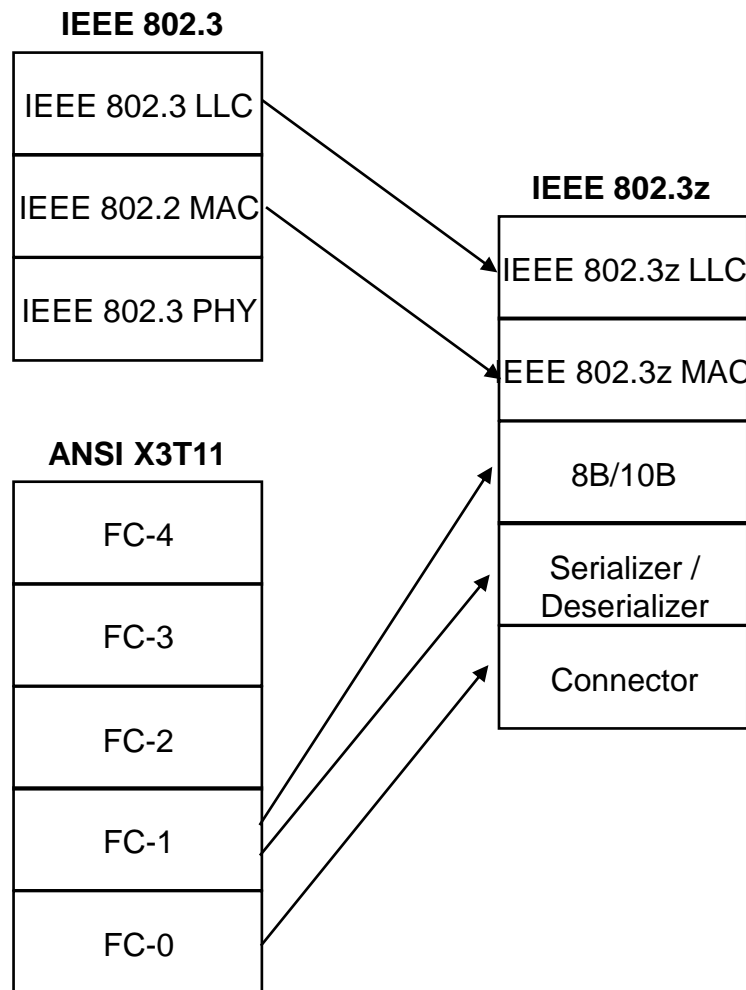 IEEE 802.3
IEEE 802.3 LLC
IEEE 802.2 MAC
IEEE 802.3 PHY
ANSI X3T11
FC-4
FC-3
FC-2
FC-1
FC-0
IEEE 802.3z
IEEE 802.3z LLC
IEEE 802.3z MAC
8B/10B
Serializer /
Deserializer
Connector